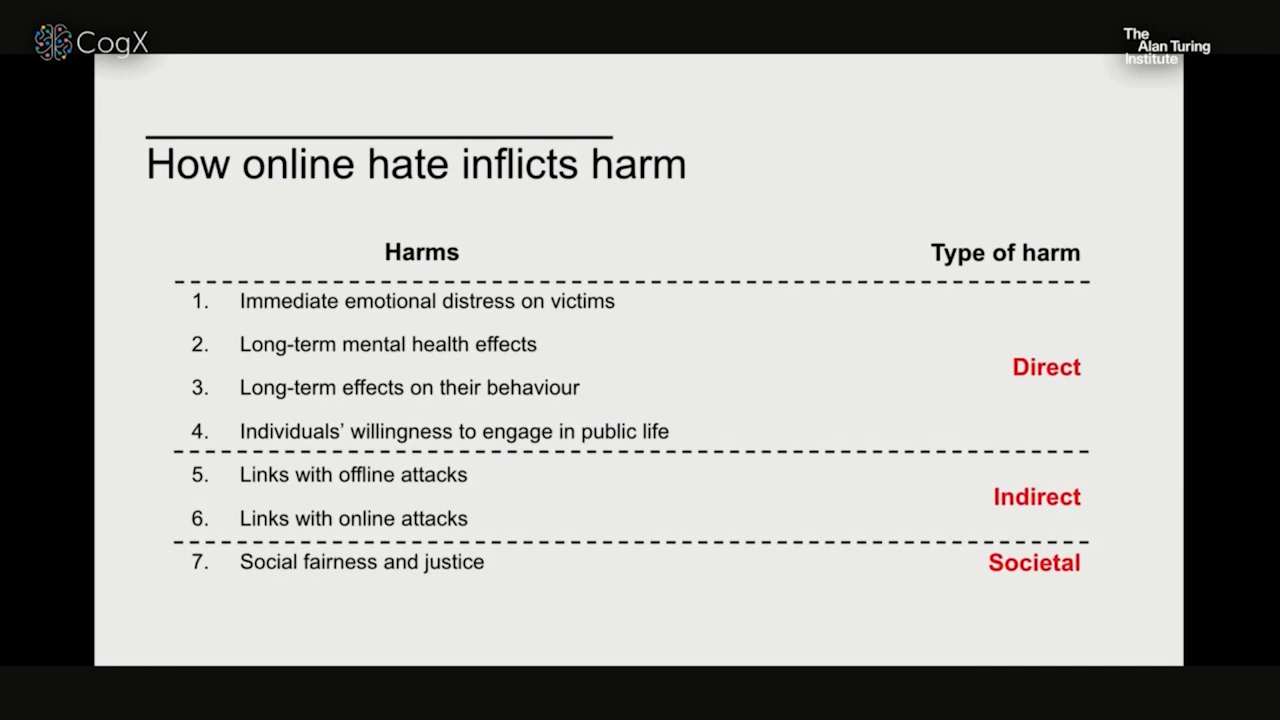 CogX
The
Alan Turing
Institute
How online hate inflicts harm
Harms Type of harm
1. Immediate emotional distress on victims
2. Long-term mental health effects
Direct
3. Long-term effects on their behaviour
4. Individuals’ willingness to engage in public life
5. Links with offline attacks
Indirect
6. Links with online attacks
7. Social fairness and justice Societal